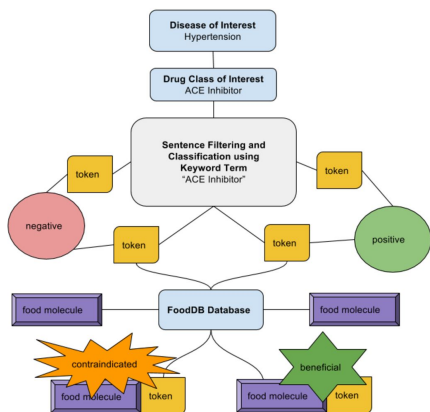 Disease of Interest
Hypertension
Drug Class of Interest
ACE Inhibitor
Sentence Filtering and
Classification using
Keyword Term
"ACE Inhibitor"
token
token
negative
positive
token
token
FoodDB Database
food molecule
food molecule
contraindicated
beneficial
food molecule
token
food molecule
token